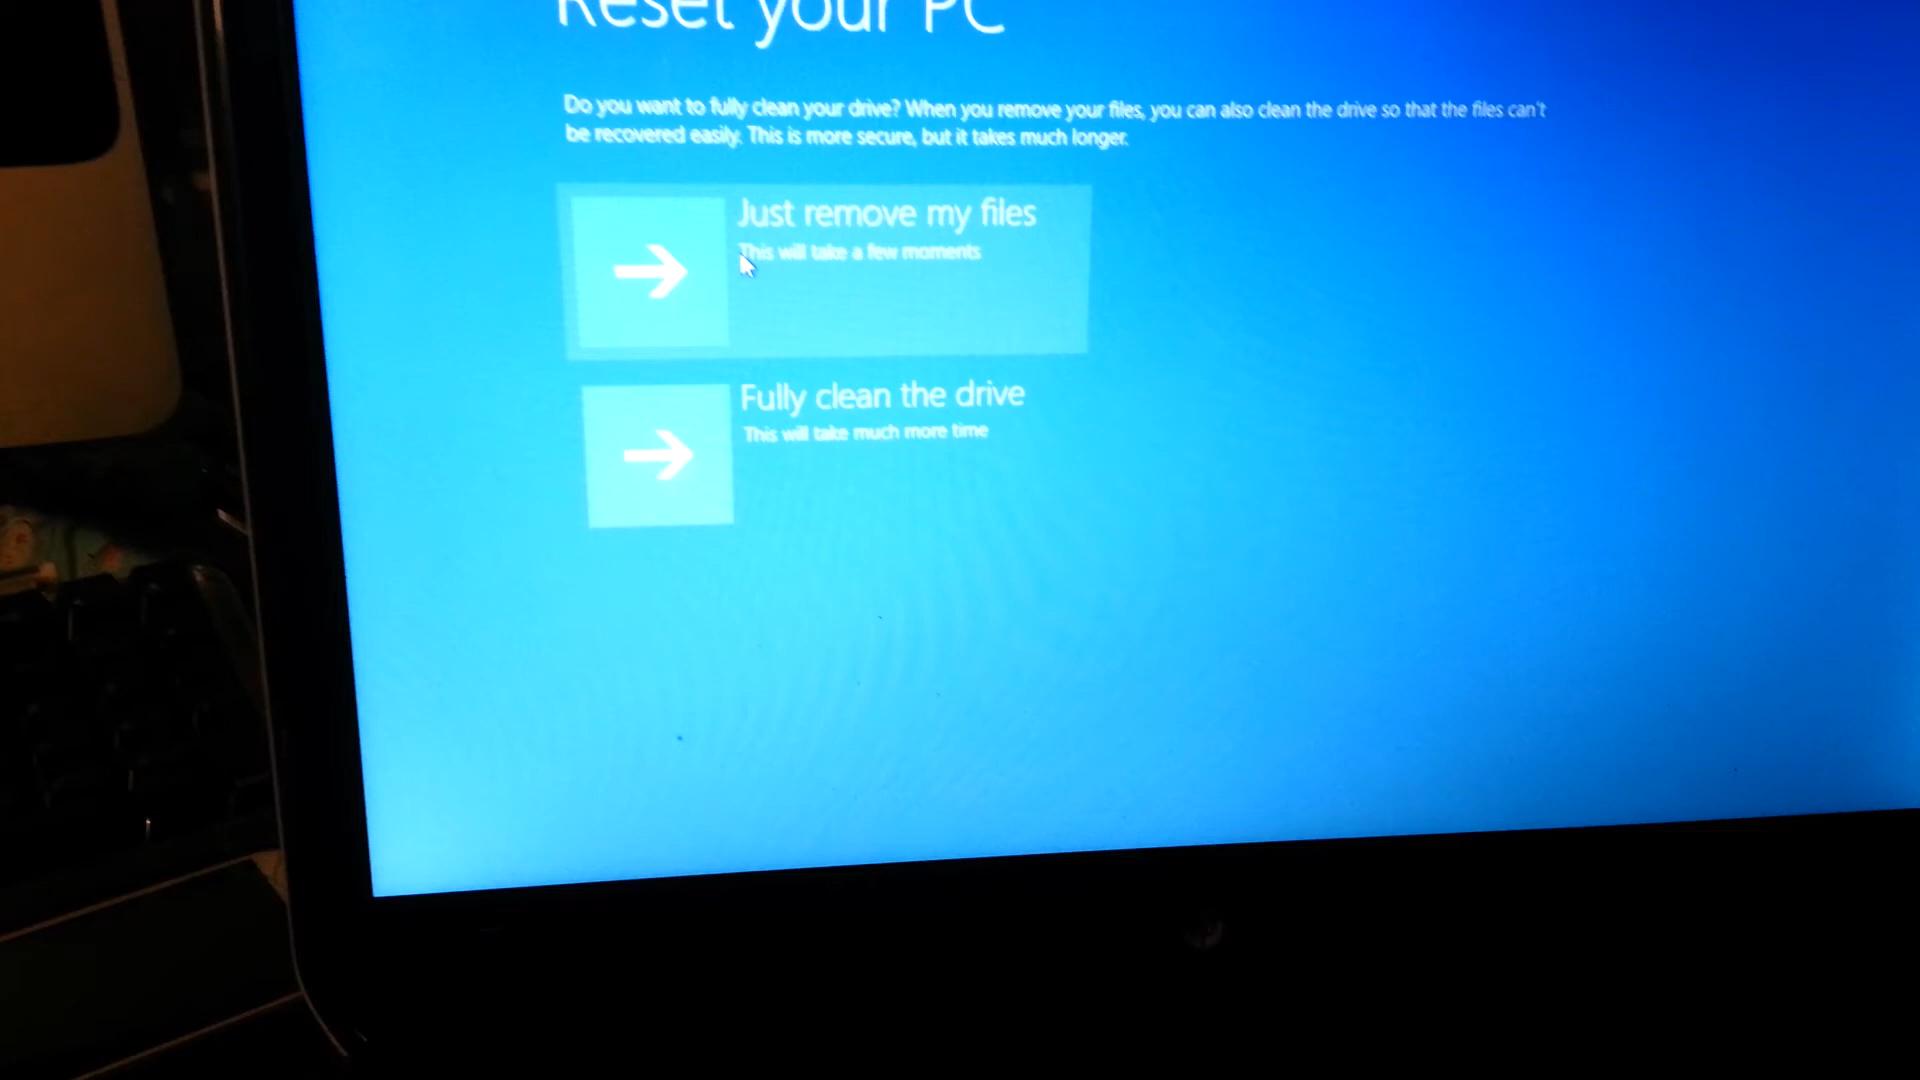 Reset your PC
Do you want to fully clean your drive? When you remove your files, you can also clean the drive so that the files can't
be recovered easily. This is more secure, but it takes much longer.
Just remove my files
This will take a few moments
Fully clean the drive
This will take much more time